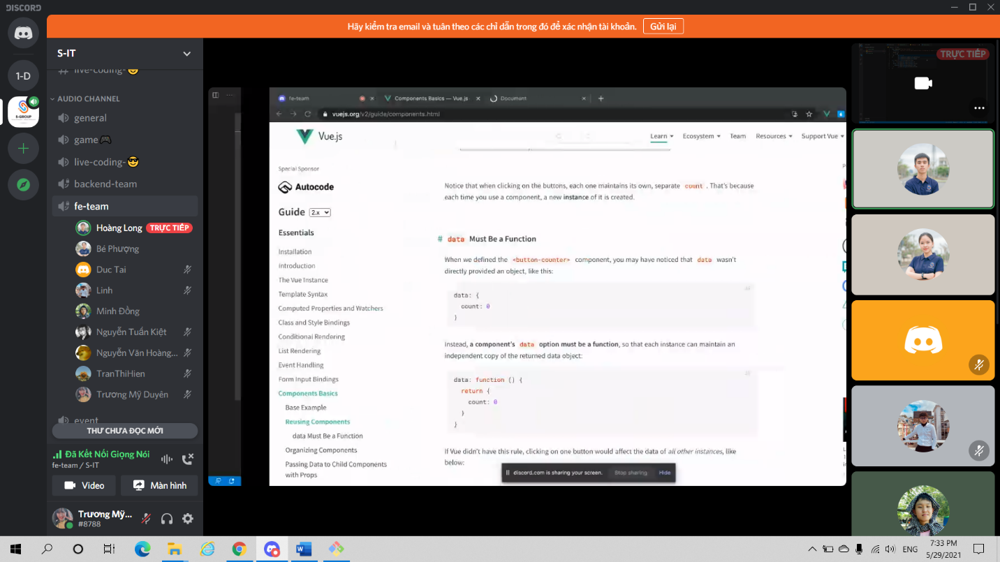 DISCORD
Hãy kiểm tra email và tuân theo các chỉ dẫn trong đó để xác nhận tài khoản.
Gửi lại
1-D
S-GROUP
S-IT
live-coding-😎
AUDIO CHANNEL
general
game🎮
live-coding-😎
backend-team
fe-team
Hoàng Long TRỰC TIẾP
Bé Phượng
Duc Tai
Linh
Minh Đồng
Nguyễn Tuấn Kiệt
Nguyễn Văn Hoàng...
TranThiHien
Trương Mỹ Duyên
event
THƯ CHƯA ĐỌC MỚI
Đã Kết Nối Giọng Nói
fe-team / S-IT
Video
Màn hình
Trương Mỹ...
#8788
fe-team
Components Basics — Vue.js
Document
vuejs.org/v2/guide/components.html
Vue.js
Learn
Ecosystem
Team
Resources
Support Vue
Special Sponsor
Autocode
Guide 2.x
Essentials
Installation
Introduction
The Vue Instance
Template Syntax
Computed Properties and Watchers
Class and Style Bindings
Conditional Rendering
List Rendering
Event Handling
Form Input Bindings
Components Basics
Base Example
Reusing Components
data Must Be a Function
Organizing Components
Passing Data to Child Components
with Props
Notice that when clicking on the buttons, each one maintains its own, separate count . That's because
each time you use a component, a new instance of it is created.
# data Must Be a Function
When we defined the <button-counter> component, you may have noticed that data wasn't
directly provided an object, like this:
data: {
count: 0
}
Instead, a component's data option must be a function, so that each instance can maintain an
independent copy of the returned data object:
data: function () {
return {
count: 0
}
}
If Vue didn't have this rule, clicking on one button would affect the data of all other instances, like
below:
discord.com is sharing your screen.
Stop sharing
Hide
TRỰC TIẾP
ENG
7:33 PM
5/29/2021